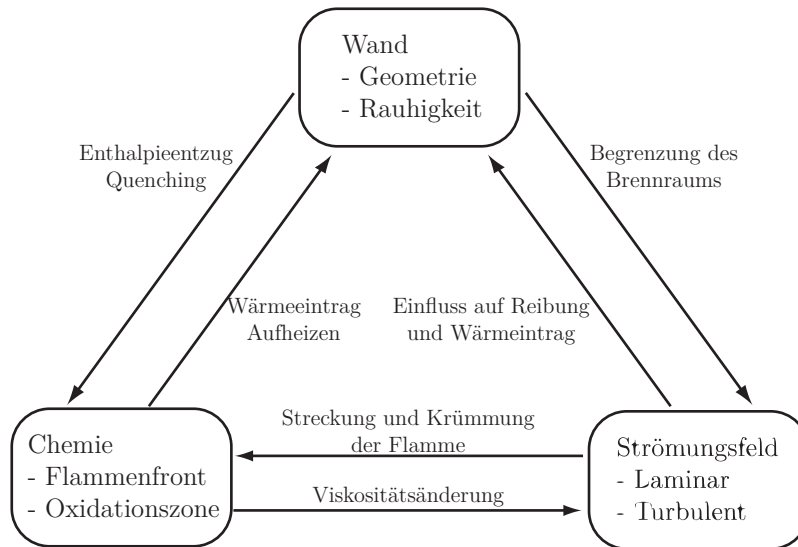 Wand
- Geometrie
- Rauhigkeit
Enthalpieentzug
Quenching
Begrenzung des
Brennraums
Wärmeeintrag
Aufheizen
Einfluss auf Reibung
und Wärmeintrag
Chemie
- Flammenfront
- Oxidationszone
Streckung und Krümmung
der Flamme
Viskositätsänderung
Strömungsfeld
- Laminar
- Turbulent